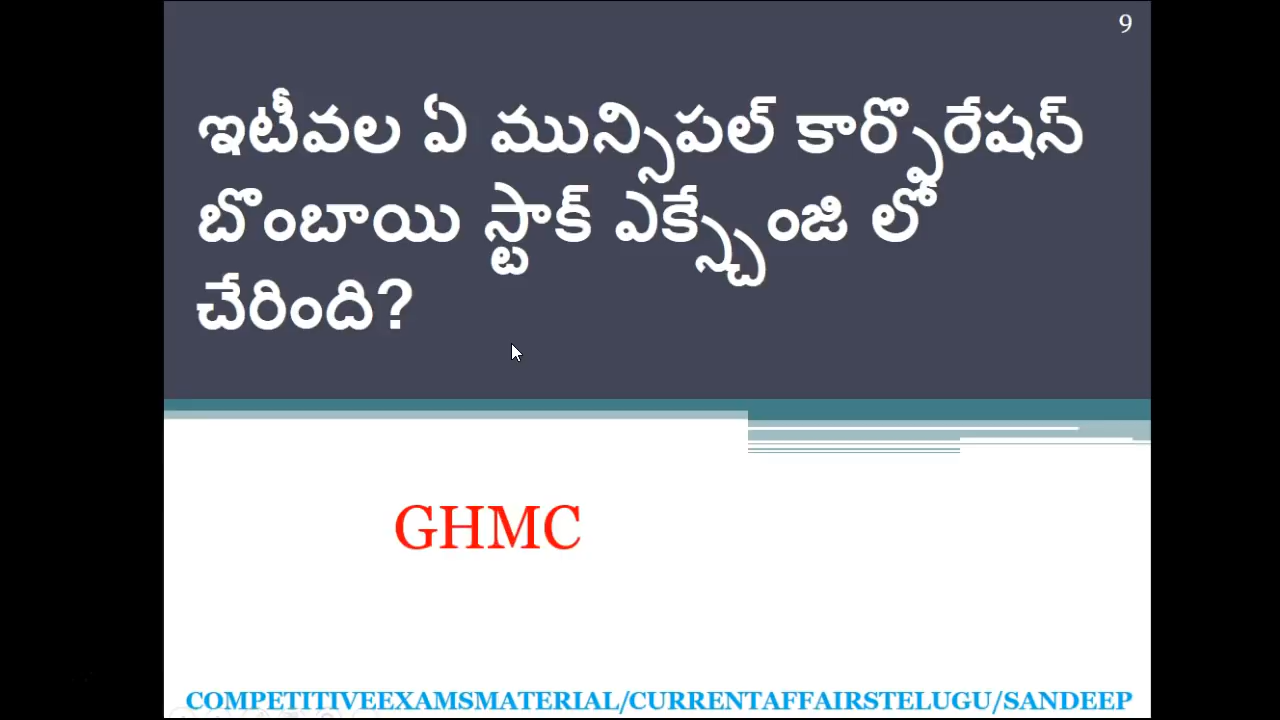 9
ఇటీవల ఏ మున్సిపల్ కార్పొరేషన్
బొంబాయి స్టాక్ ఎక్స్చేంజి లో
చేరింది?
GHMC
COMPETITIVEEXAMSMATERIAL/CURRENTAFFAIRSTELUGU/SANDEEP